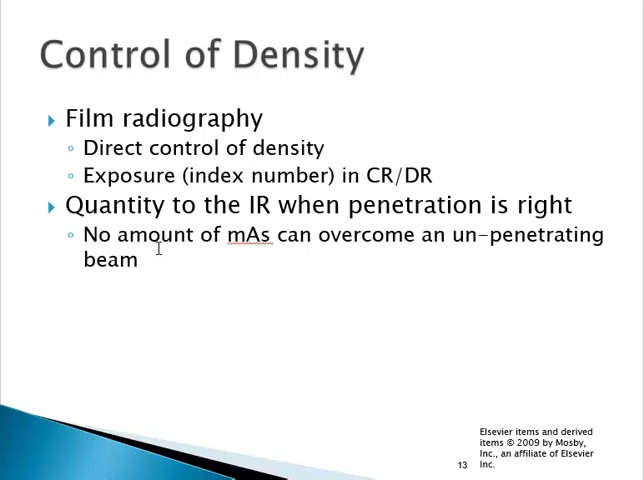 Control of Density
Film radiography
Direct control of density
Exposure (index number) in CR/DR
Quantity to the IR when penetration is right
No amount of mAs can overcome an un-penetrating
beam
Elsevier items and derived
items © 2009 by Mosby,
Inc., an affiliate of Elsevier
13 Inc.